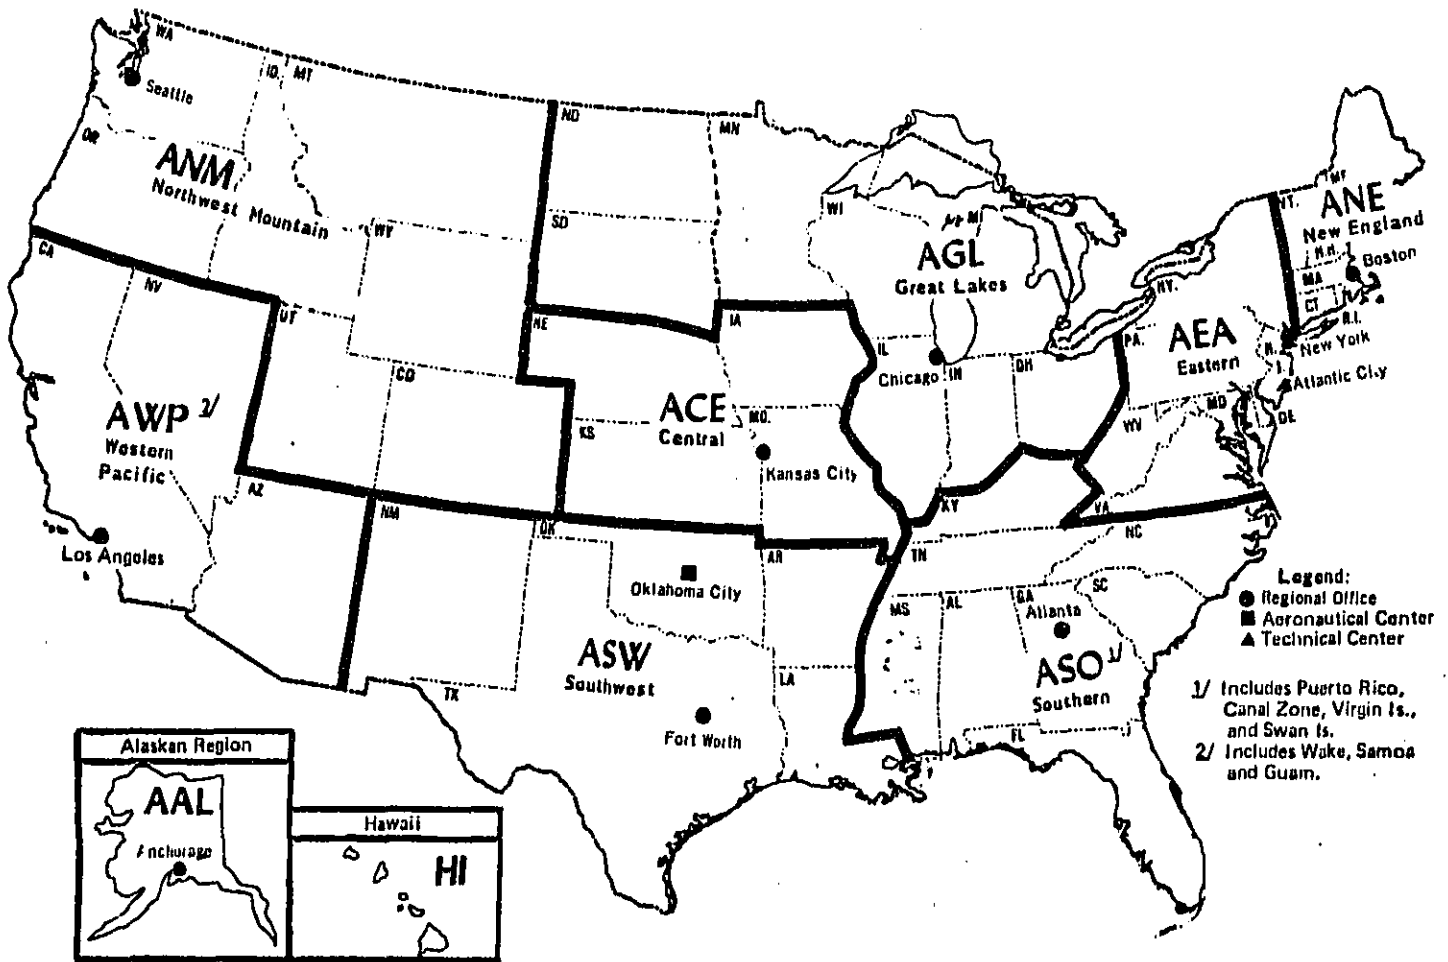 WA
ID.
MT
Seattle
OR
ANM
Northwest Mountain
WY
ND
MN
SD
WI
MI
AGL
Great Lakes
VT.
ANE
New England
N.H.
Boston
MA
CT
R.I.
NY.
CA
NV
UT
NE
IA
IL
Chicago
IN
OH
PA.
AEA
Eastern
N.
J.
New York
Atlantic City
MD
DE
WV
VA
CO
AWP 2/
Western
Pacific
KS
ACE
Central
MO.
Kansas City
KY
AZ
NM
OK
AR
TN
NC
Los Angeles
Oklahoma City
MS
AL
GA
SC
Atlanta
ASW
Southwest
ASO 1/
Southern
TX
LA
FL
Fort Worth
Legend:
Regional Office
Aeronautical Center
Technical Center
1/ Includes Puerto Rico,
Canal Zone, Virgin Is.,
and Swan Is.
2/ Includes Wake, Samoa
and Guam.
Alaskan Region
AAL
Anchorage
Hawaii
HI